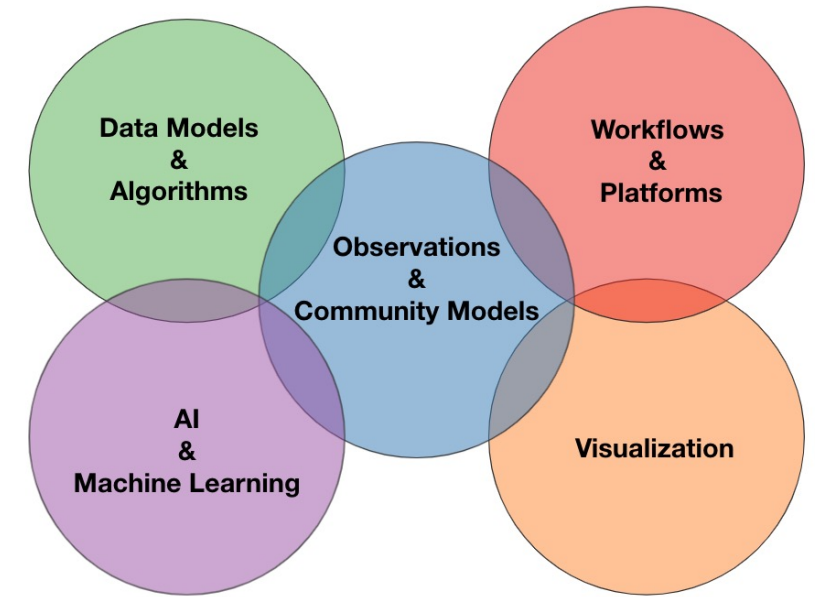 Data Models
&
Algorithms
Workflows
&
Platforms
Observations
&
Community Models
AI
&
Machine Learning
Visualization